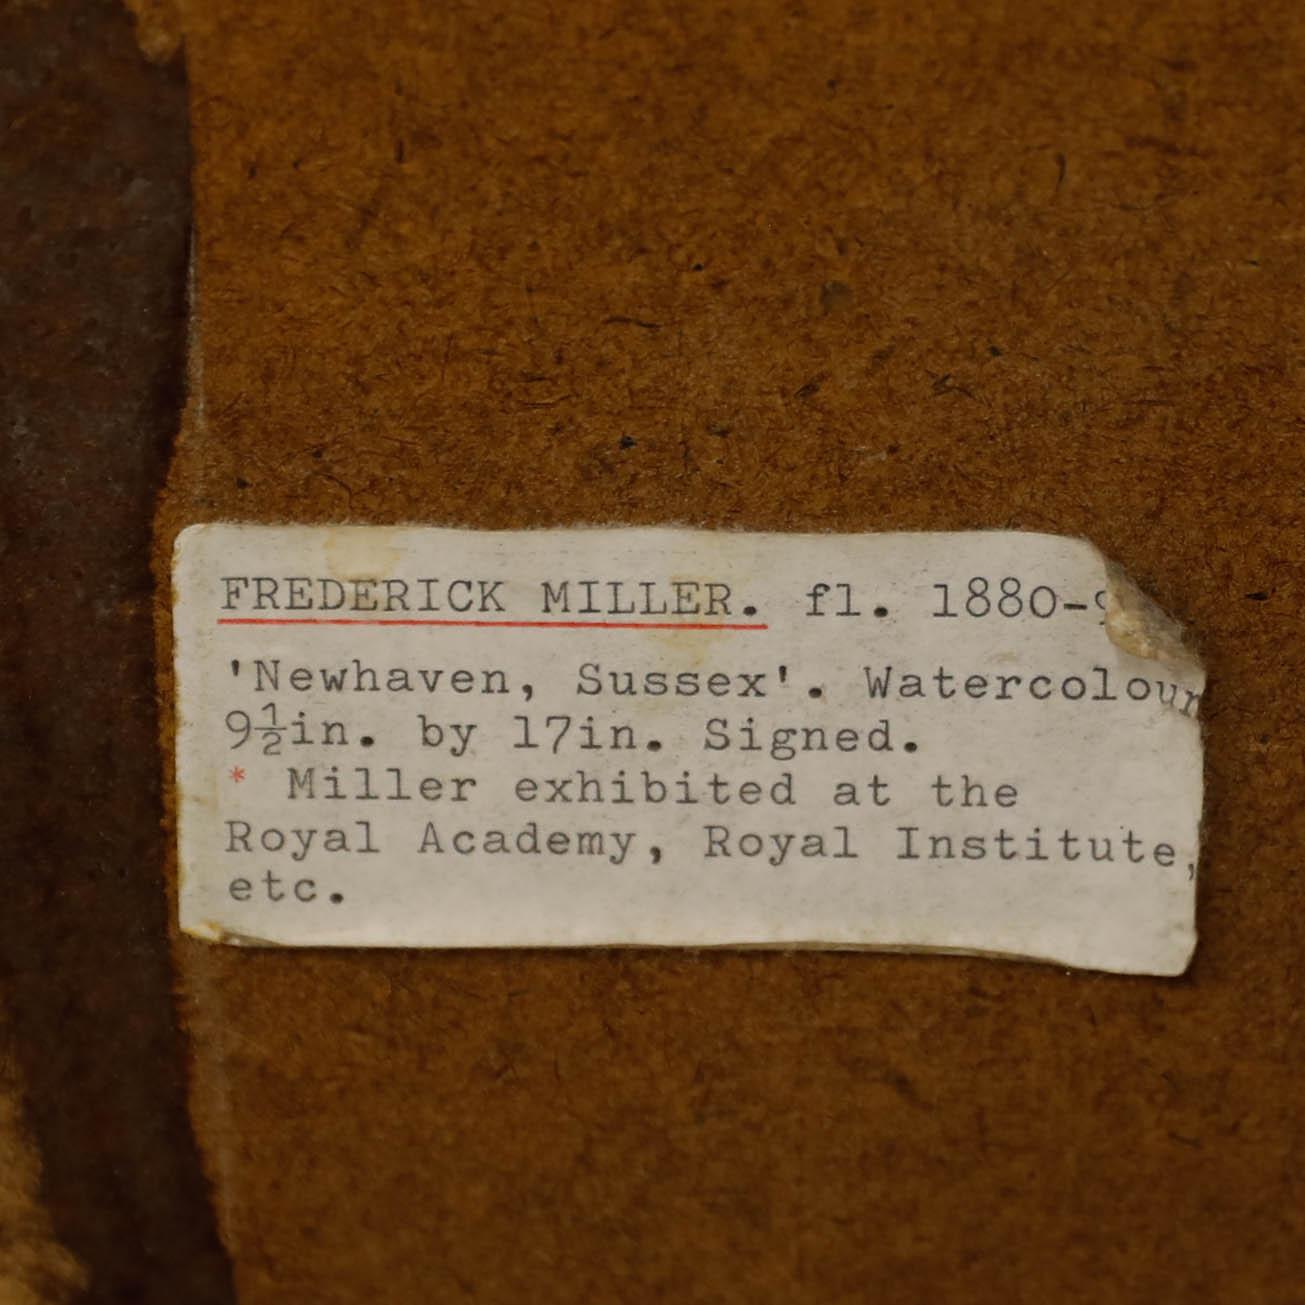 FREDERICK MILLER. fl. 1880-
'Newhaven, Sussex'. Watercolour
9½in. by 17in. Signed.
* Miller exhibited at the
Royal Academy, Royal Institute,
etc.